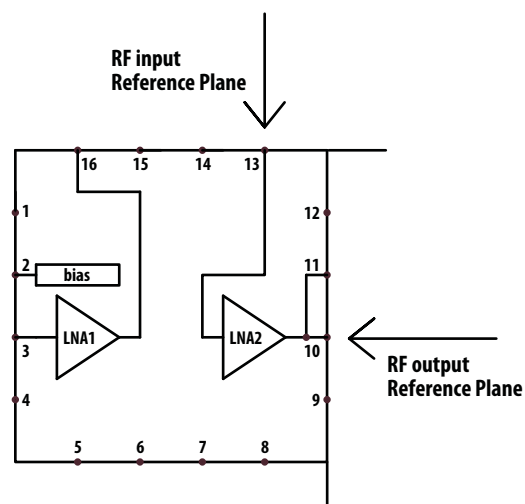 RF input
Reference Plane
16
15
14
13
1
12
2
bias
11
3
LNA1
LNA2
10
RF output
Reference Plane
4
9
5
6
7
8